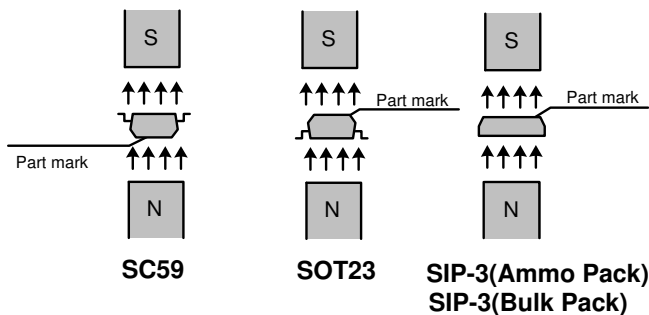 S
S
S
Part mark
Part mark
Part mark
N
N
N
SC59
SOT23
SIP-3(Ammo Pack)
SIP-3(Bulk Pack)